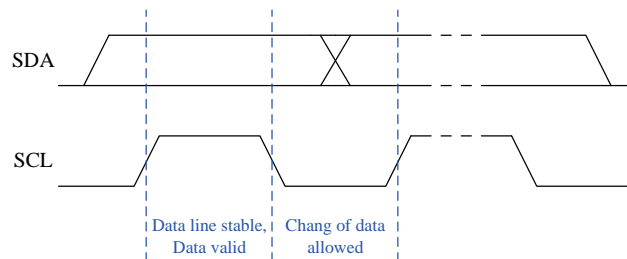 SDA
SCL
Data line stable,
Data valid
Chang of data
allowed